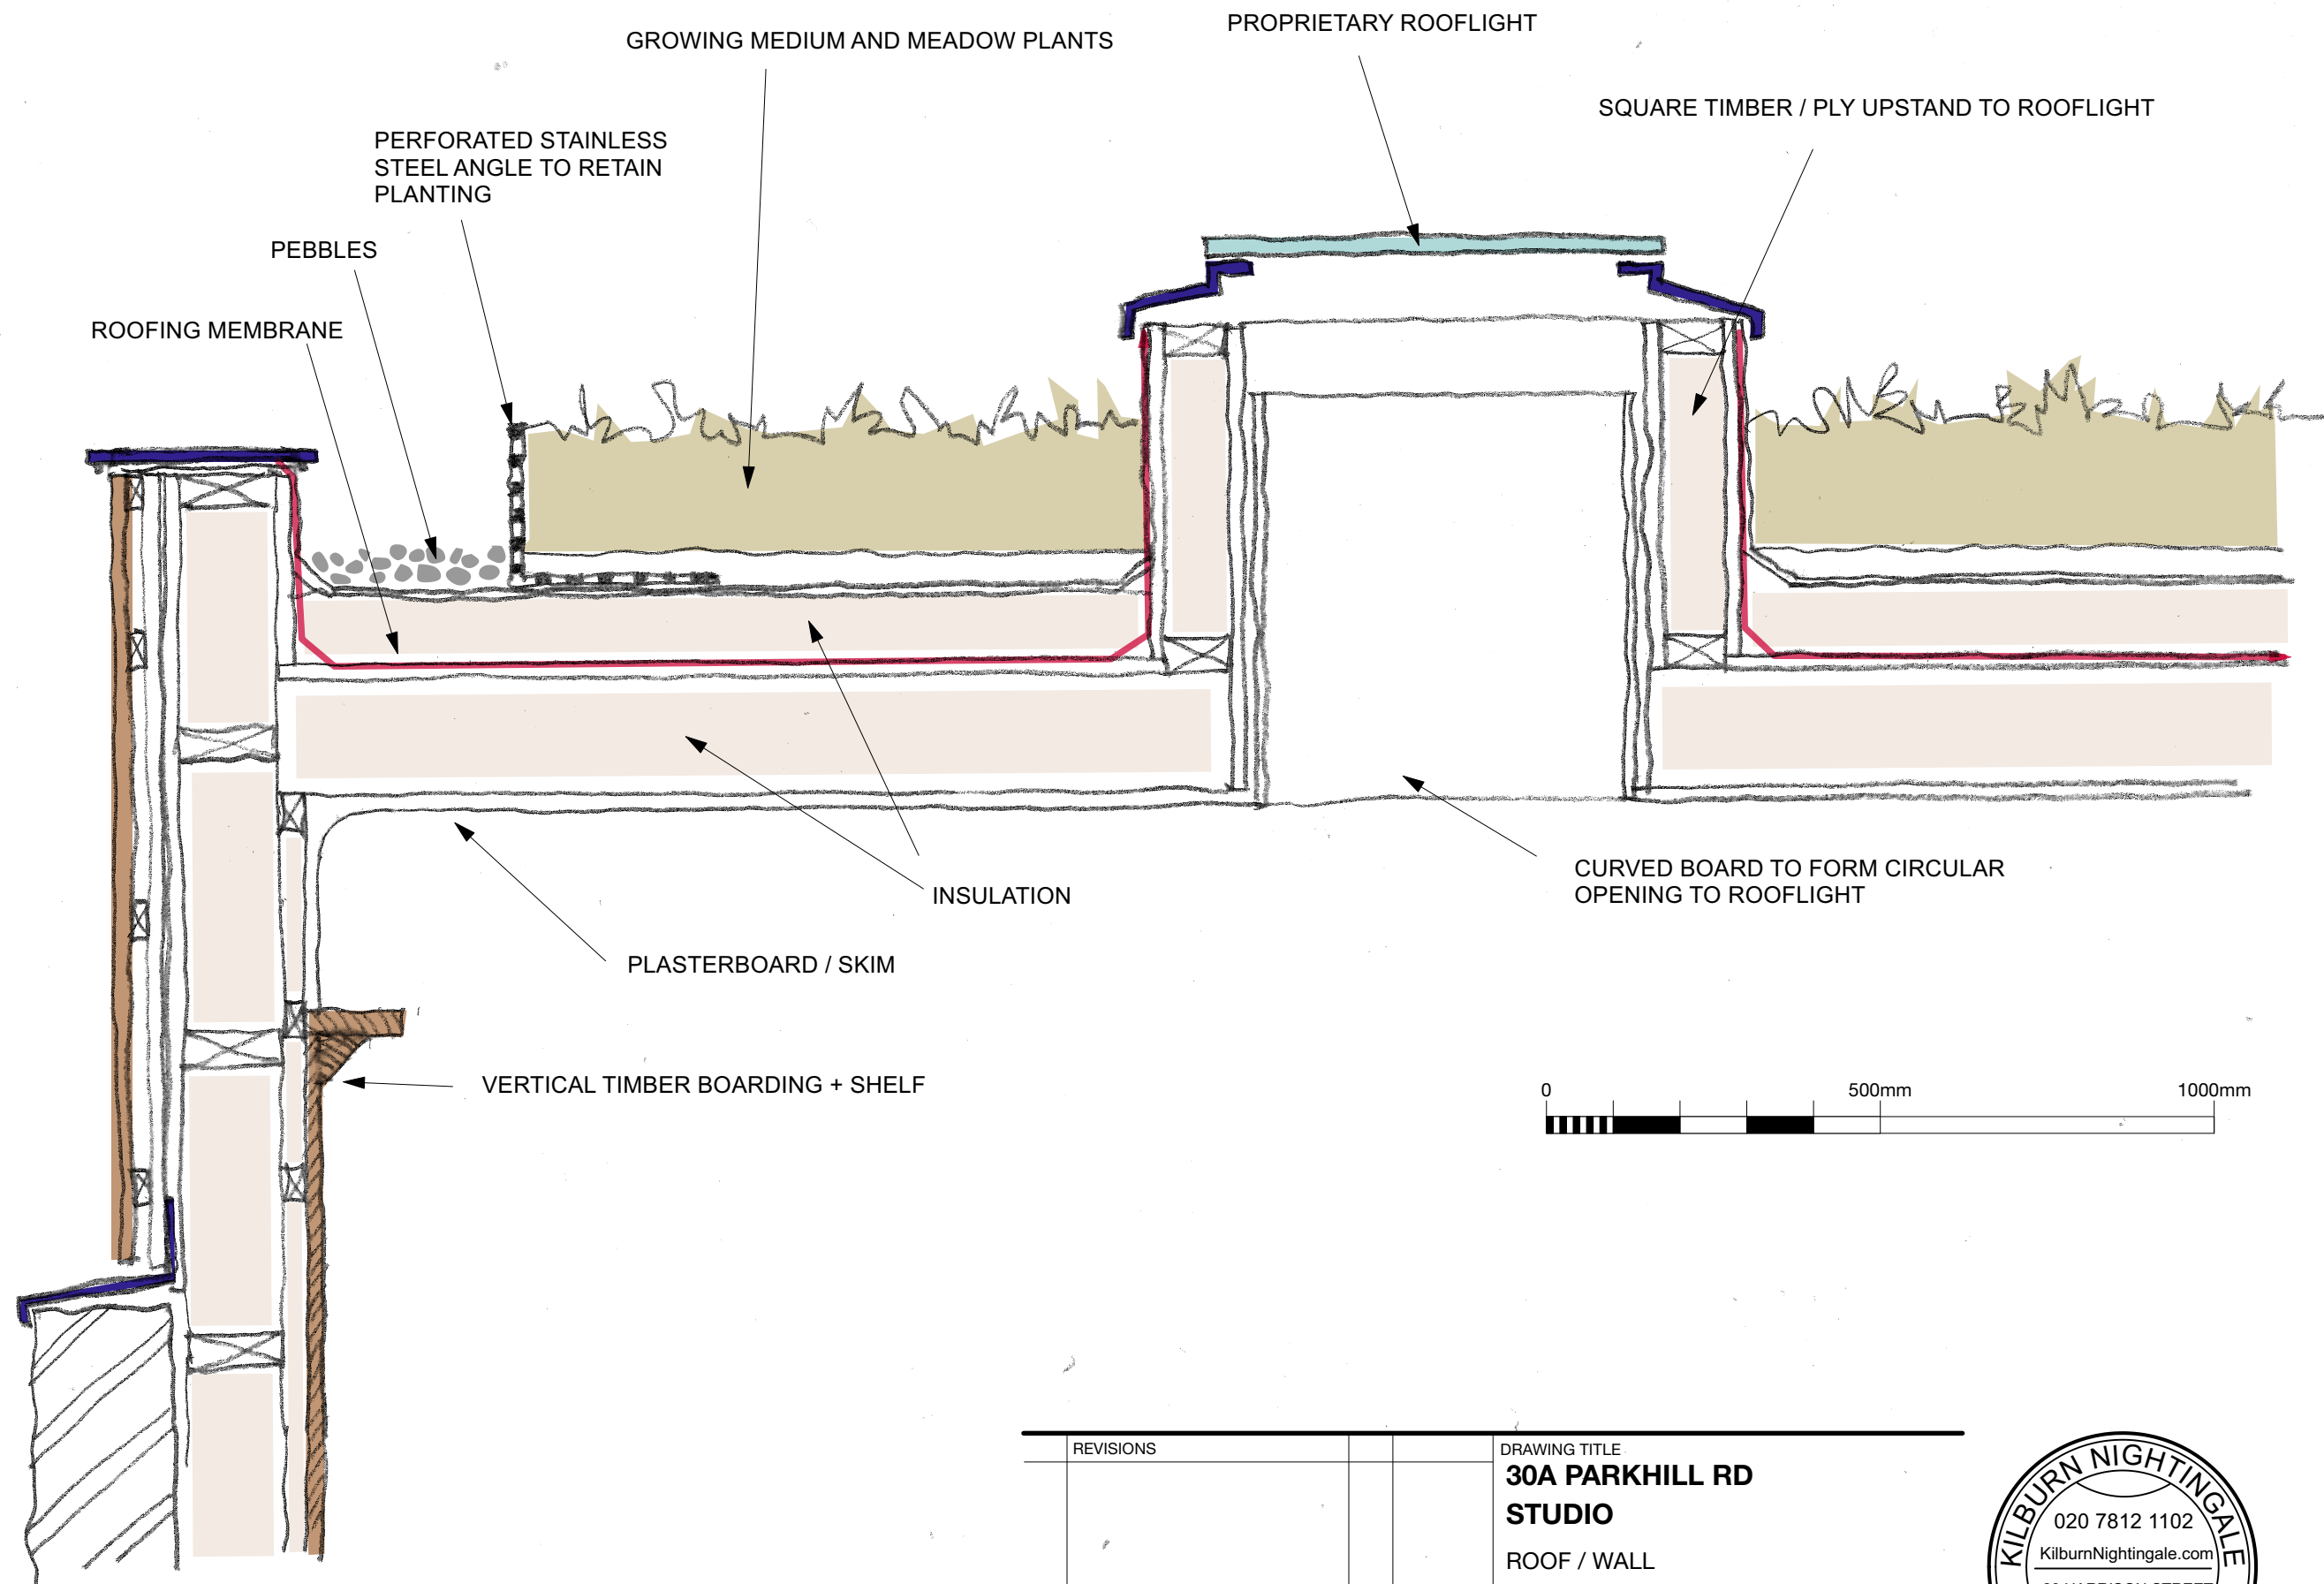 PROPRIETARY ROOFLIGHT
GROWING MEDIUM AND MEADOW PLANTS
SQUARE TIMBER / PLY UPSTAND TO ROOFLIGHT
PERFORATED STAINLESS
STEEL ANGLE TO RETAIN
PLANTING
PEBBLES
ROOFING MEMBRANE
CURVED BOARD TO FORM CIRCULAR
OPENING TO ROOFLIGHT
INSULATION
PLASTERBOARD / SKIM
VERTICAL TIMBER BOARDING + SHELF
0 500mm 1000mm
REVISIONS
DRAWING TITLE
30A PARKHILL RD
STUDIO
ROOF / WALL
KILBURN NIGHTINGALE
020 7812 1102
KilburnNightingale.com